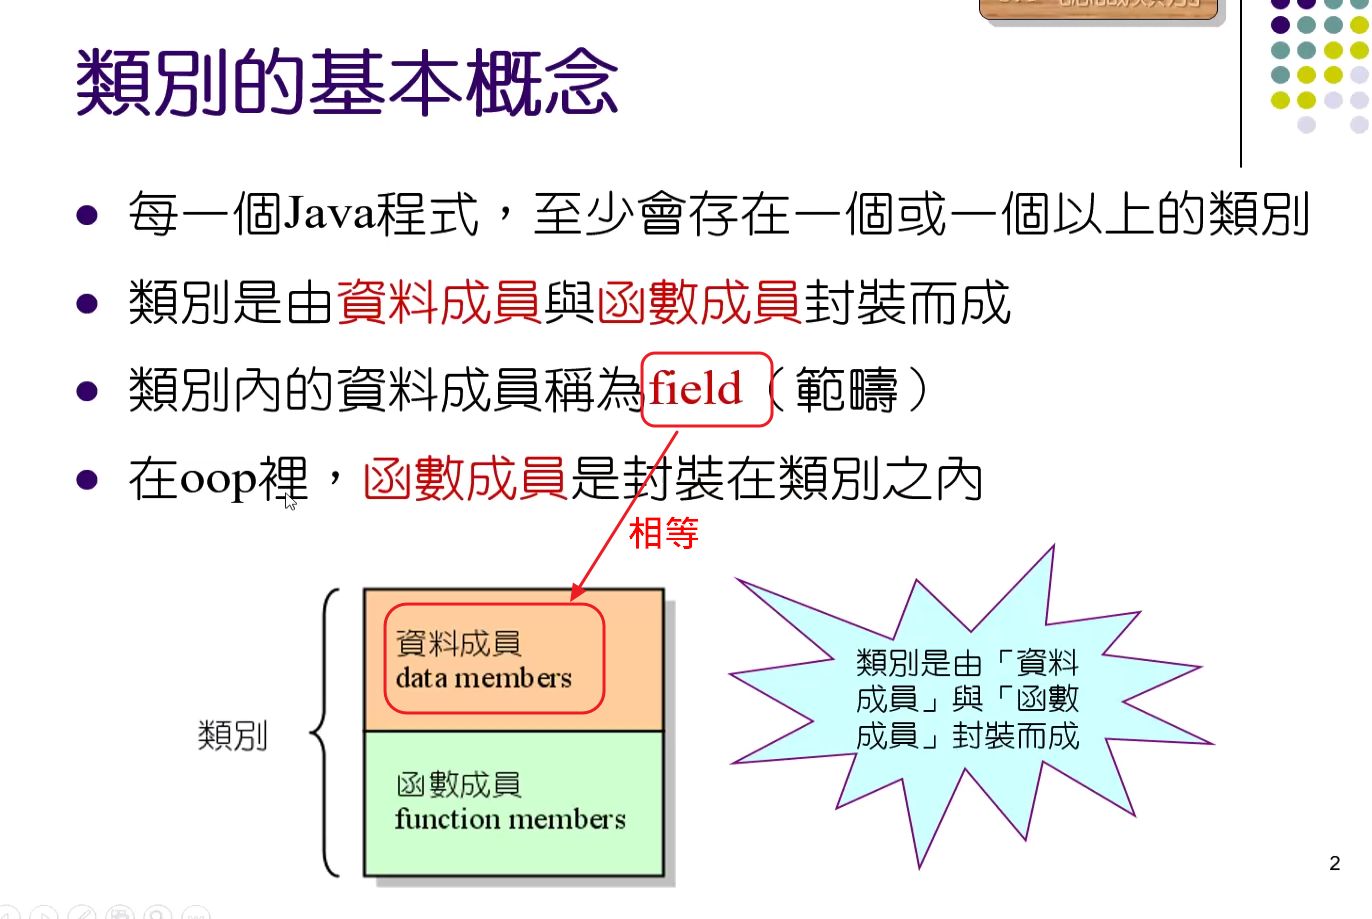 類別的基本概念
每一個Java程式，至少會存在一個或一個以上的類別
類別是由資料成員與函數成員封裝而成
類別內的資料成員稱為field（範疇）
在oop裡，函數成員是封裝在類別之內
相等
資料成員
data members
類別
函數成員
function members
類別是由「資料
成員」與「函數
成員」封裝而成
2